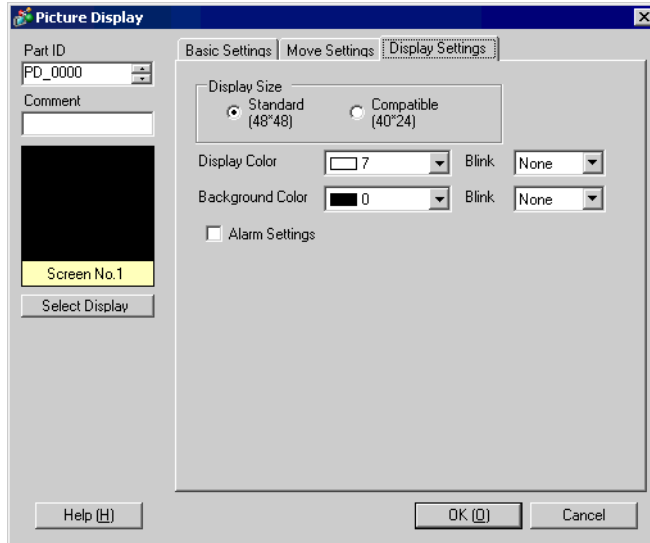 Picture Display
Part ID
PD_0000
Comment
Screen No.1
Select Display
Basic Settings
Move Settings
Display Settings
Display Size
Standard
(48*48)
Compatible
(40*24)
Display Color
7
Blink
None
Background Color
0
Blink
None
Alarm Settings
Help (H)
OK (O)
Cancel